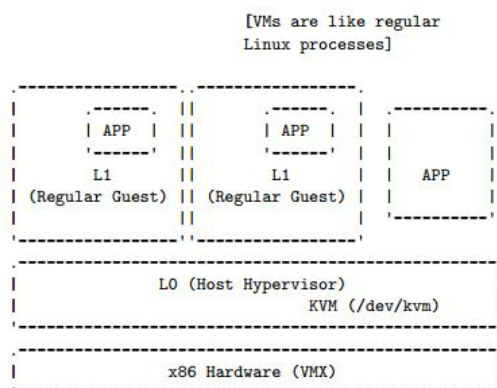 [VMs are like regular
Linux processes]
APP APP
L1 L1 APP
(Regular Guest) (Regular Guest)
L0 (Host Hypervisor)
KVM (/dev/kvm)
x86 Hardware (VMX)